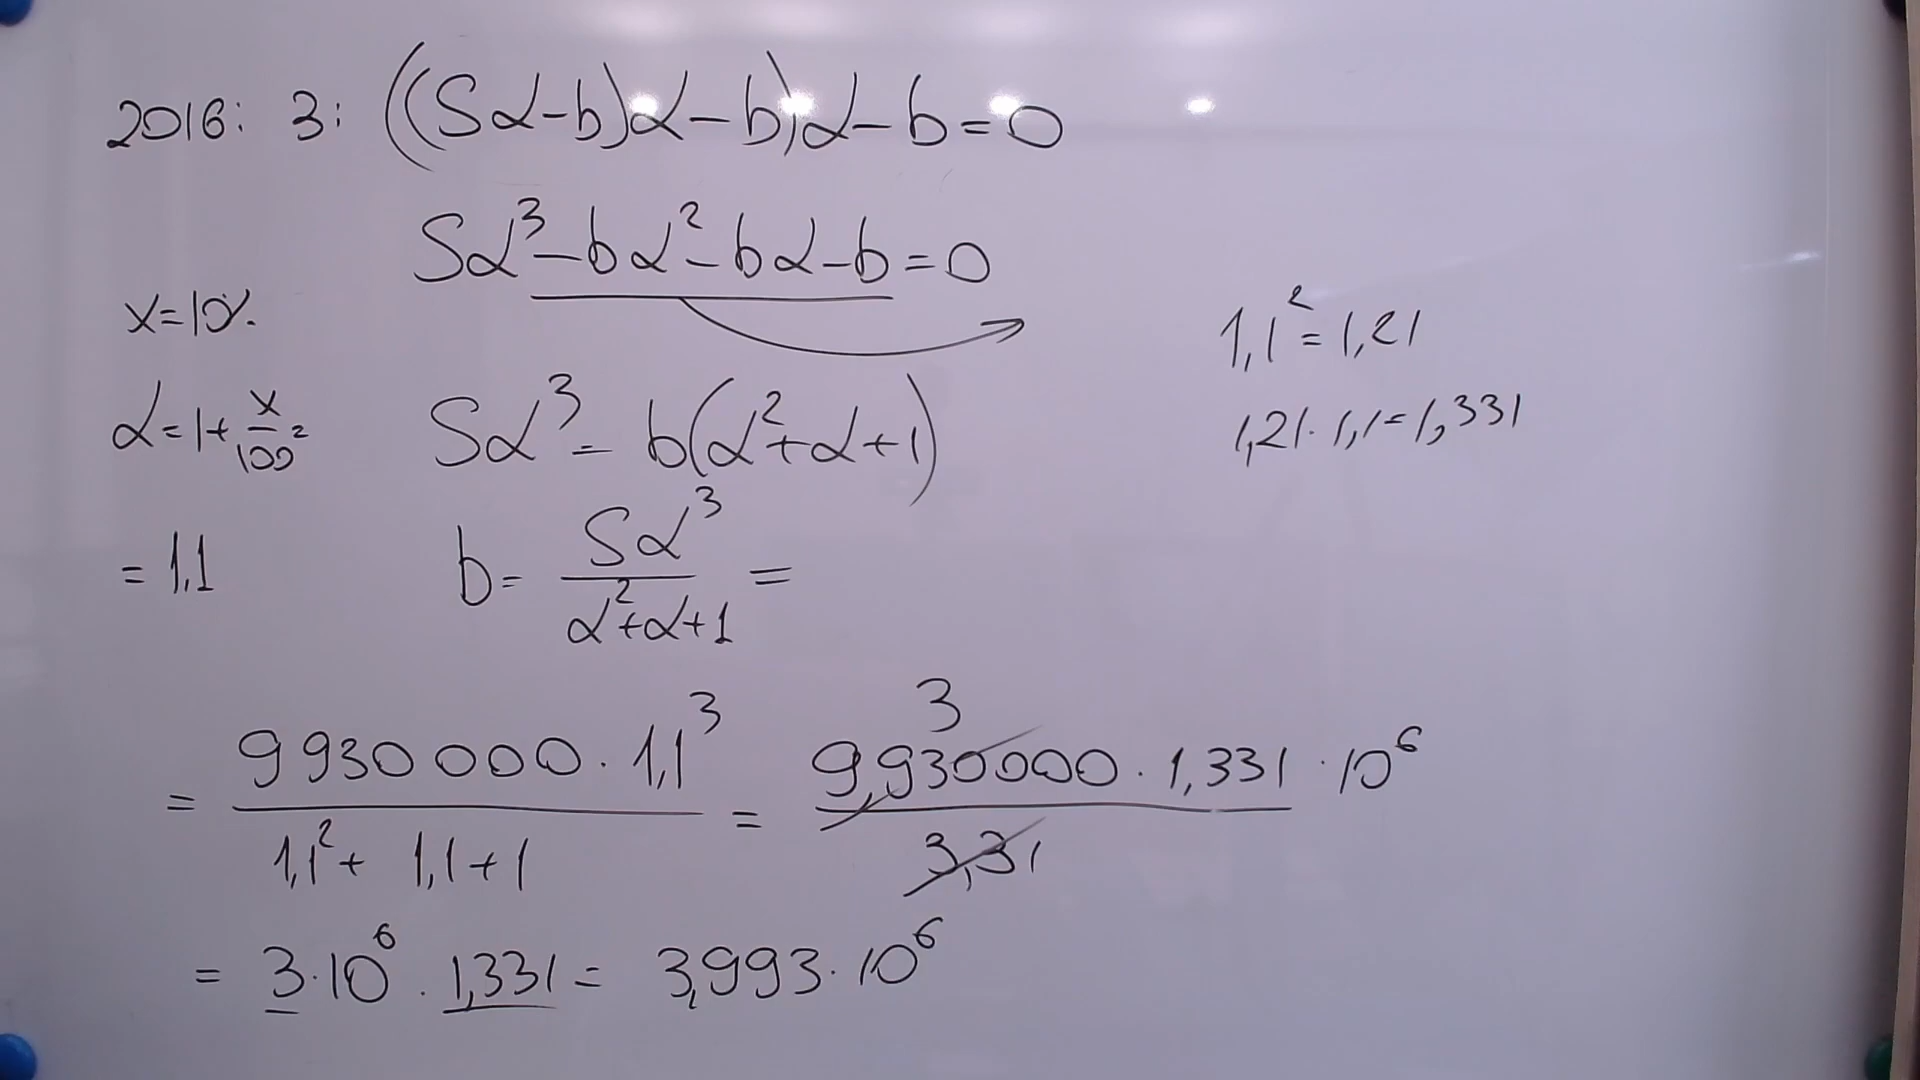 2016: 3: ((Sα-b)α-b)α-b=0
Sα³-bα²-bα-b=0
x=10%
1,1²=1,21
α=1+x/100=
Sα³= b(α²+α+1)
1,21·1,1=1,331
=1,1
b= Sα³/(α²+α+1) =
= (9930000·1,1³)/(1,1²+1,1+1) = (9,930000·1,331)/3,31 ·10⁶
3
= 3·10⁶·1,331= 3,993·10⁶